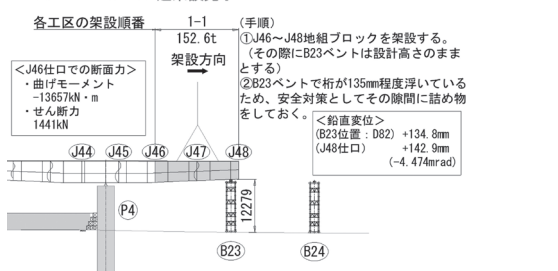 各工区の架設順番
1-1
152.6t
架設方向
(手順)
①J46～J48地組ブロックを架設する。
(その際にB23ベントは設計高さのまま
とする)
②B23ベントで桁が135mm程度浮いている
ため、安全対策としてその隙間に詰め物
をしておく。
＜J46仕口での断面力＞
・曲げモーメント
-13657kN・m
・せん断力
1441kN
＜鉛直変位＞
(B23位置：D82) +134.8mm
(J48仕口) +142.9mm
(-4.474mrad)
J44 J45 J46 J47 J48
12279
P4
B23 B24